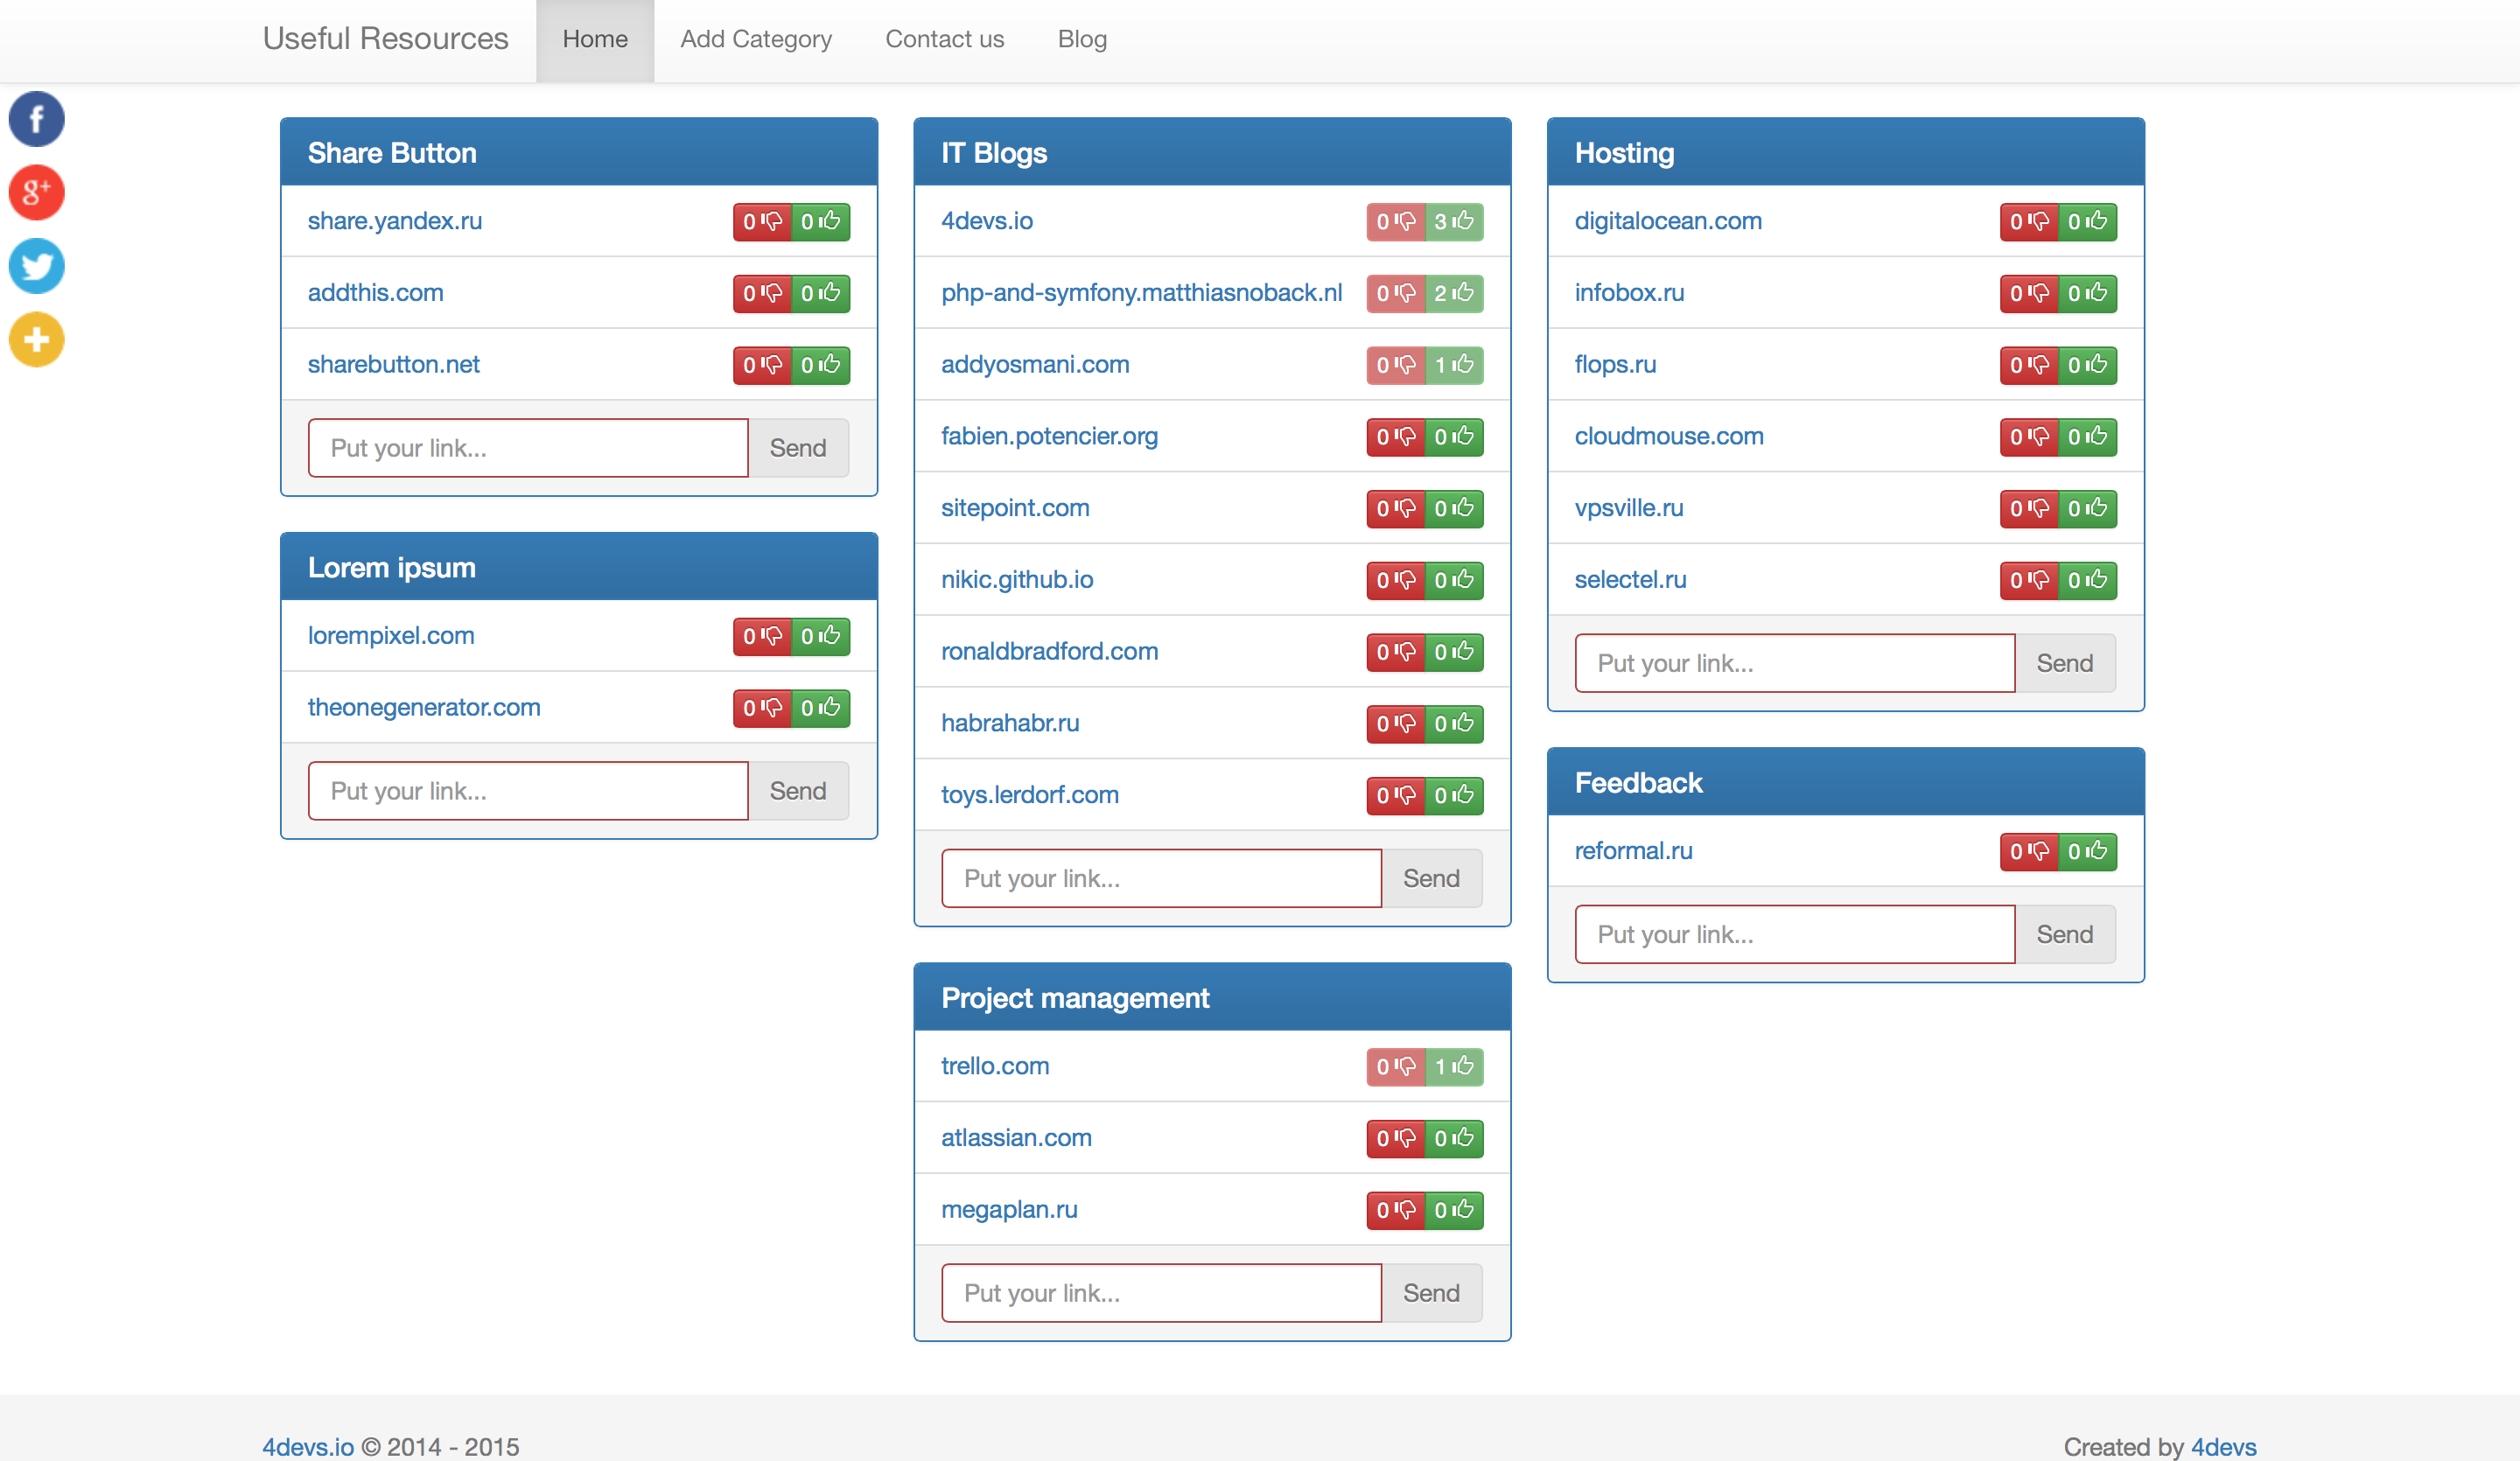 Useful Resources Home Add Category Contact us Blog
f
g+
Share Button
share.yandex.ru 0 0
addthis.com 0 0
sharebutton.net 0 0
Put your link... Send
Lorem ipsum
lorempixel.com 0 0
theonegenerator.com 0 0
Put your link... Send
IT Blogs
4devs.io 0 3
php-and-symfony.matthiasnoback.nl 0 2
addyosmani.com 0 1
fabien.potencier.org 0 0
sitepoint.com 0 0
nikic.github.io 0 0
ronaldbradford.com 0 0
habrahabr.ru 0 0
toys.lerdorf.com 0 0
Put your link... Send
Project management
trello.com 0 1
atlassian.com 0 0
megaplan.ru 0 0
Put your link... Send
Hosting
digitalocean.com 0 0
infobox.ru 0 0
flops.ru 0 0
cloudmouse.com 0 0
vpsville.ru 0 0
selectel.ru 0 0
Put your link... Send
Feedback
reformal.ru 0 0
Put your link... Send
4devs.io © 2014 - 2015 Created by 4devs